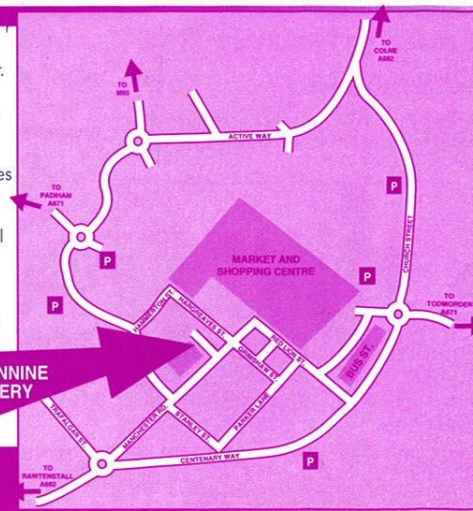 TO
COLNE
A682
TO
M65
ACTIVE WAY
TO
PADIHAM
A671
P
P
P
P
P
CHURCH STREET
MARKET AND
SHOPPING CENTRE
TO
TODMORDEN
A671
HAMMERTON ST.
HARGREAVES ST.
RED LION ST.
GRIMSHAW ST.
BUS ST.
NNINE
ERY
TRAFALGAR ST.
MANCHESTER RD
STANLEY ST.
PARKER LANE
CENTENARY WAY
TO
RAWTENSTALL
A682